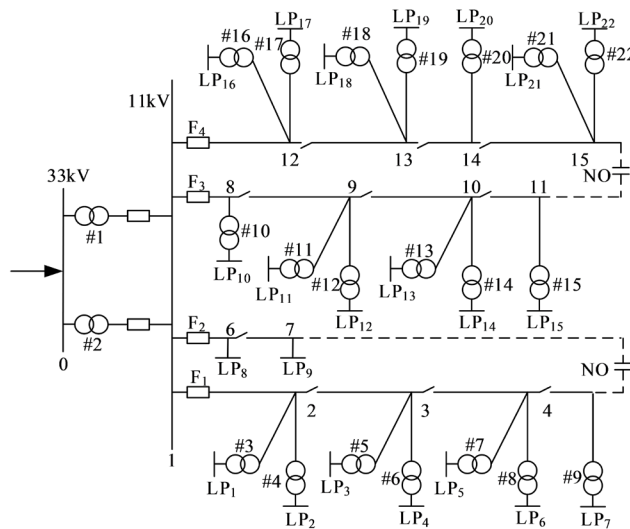 LP₁₇ LP₁₉ LP₂₀ LP₂₂
#16 #17 #18 #19 #20 #21 #22
LP₁₆ LP₁₈ LP₂₁
11kV
F₄ 12 13 14 15
NO
33kV
F₃ 8 9 10 11
#1
#10 #11 #12 #13 #14 #15
LP₁₀ LP₁₁ LP₁₂ LP₁₃ LP₁₄ LP₁₅
#2
F₂ 6 7
0
LP₈ LP₉
NO
F₁ 2 3 4
1
#3 #4 #5 #6 #7 #8 #9
LP₁ LP₂ LP₃ LP₄ LP₅ LP₆ LP₇